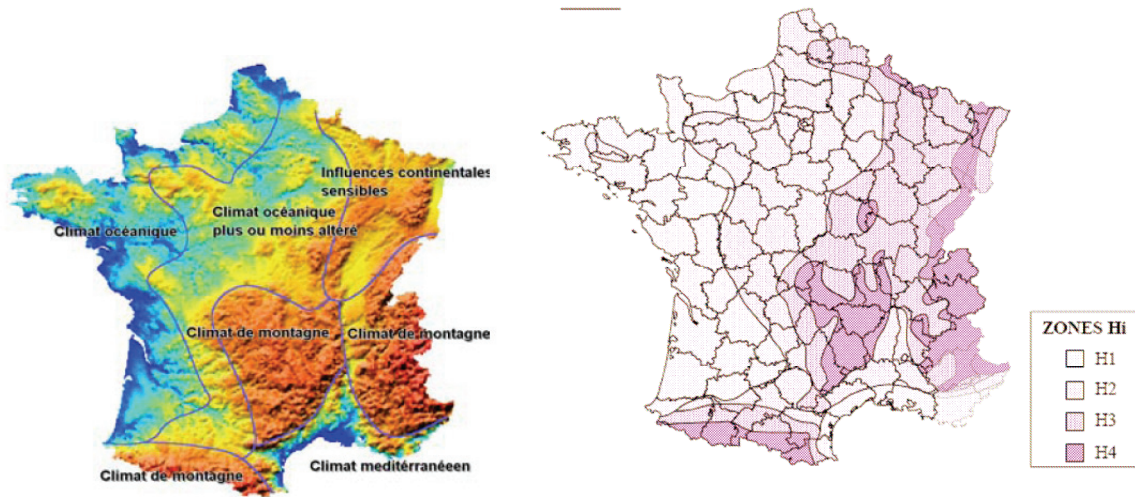 Influences continentales
sensibles
Climat océanique
plus ou moins altéré
Climat océanique
Climat de montagne
Climat de montagne
Climat meditérranéeen
Climat de montagne
ZONES Hi
H1
H2
H3
H4